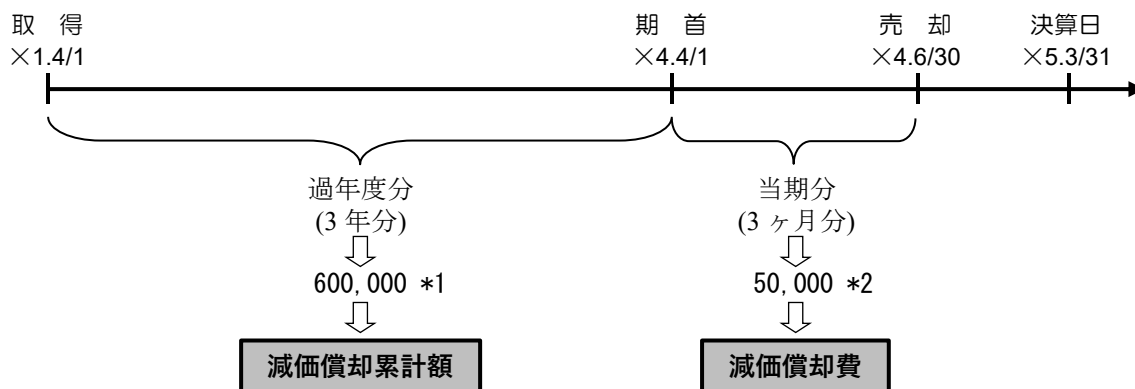 取 得
期 首
売 却
決算日
×1.4/1
×4.4/1
×4.6/30
×5.3/31
過年度分
(3 年分)
当期分
(3 ヶ月分)
600,000 *1
50,000 *2
減価償却累計額
減価償却費